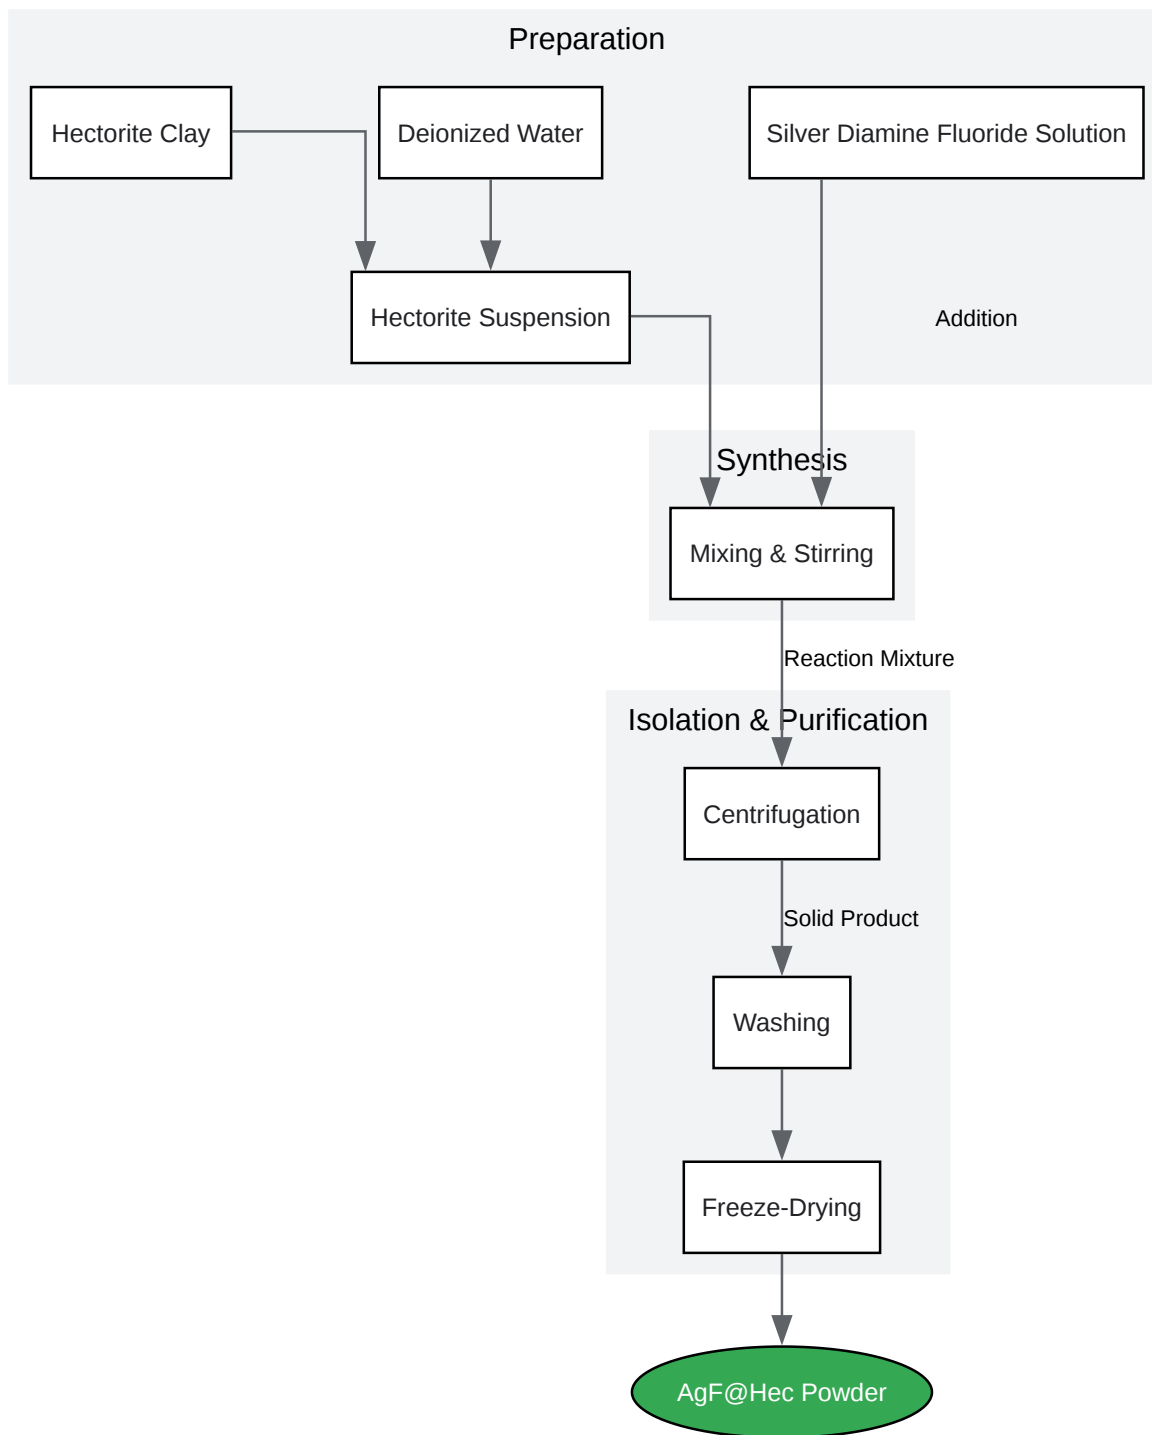 Preparation
Hectorite Clay
Deionized Water
Silver Diamine Fluoride Solution
Hectorite Suspension
Addition
Synthesis
Mixing & Stirring
Reaction Mixture
Isolation & Purification
Centrifugation
Solid Product
Washing
Freeze-Drying
AgF@Hec Powder